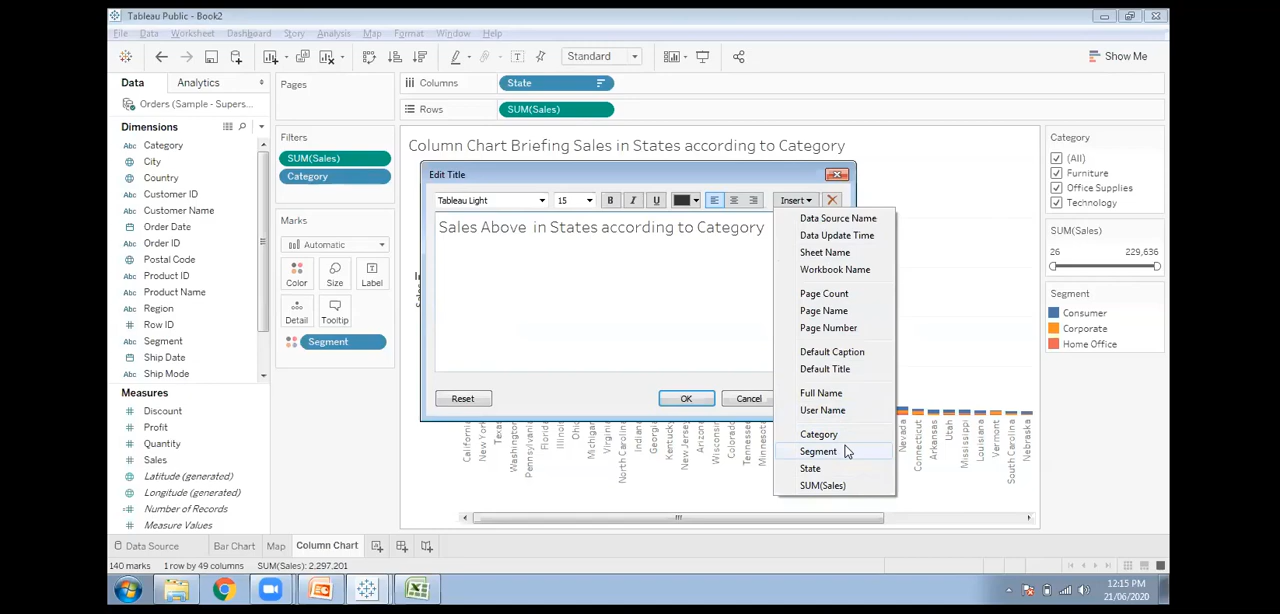 Tableau Public - Book2
File Data Worksheet Dashboard Story Analysis Map Format Window Help
Standard
Show Me
Data Analytics
Pages
Columns State
Orders (Sample - Supers...
Rows SUM(Sales)
Dimensions
Filters
SUM(Sales)
Category
Column Chart Briefing Sales in States according to Category
Category
(All)
Furniture
Office Supplies
Technology
Category
City
Country
Customer ID
Customer Name
Order Date
Order ID
Postal Code
Product ID
Product Name
Region
Row ID
Segment
Ship Date
Ship Mode
Marks
Automatic
Color Size Label
Detail Tooltip
Segment
Edit Title
Tableau Light 15 B I U Insert
Sales Above in States according to Category
Reset OK Cancel
Data Source Name
Data Update Time
Sheet Name
Workbook Name
Page Count
Page Name
Page Number
Default Caption
Default Title
Full Name
User Name
Category
Segment
State
SUM(Sales)
SUM(Sales)
26 229,636
Segment
Consumer
Corporate
Home Office
Measures
Discount
Profit
Quantity
Sales
Latitude (generated)
Longitude (generated)
Number of Records
Measure Values
California
New York
Texas
Washington
Pennsylvania
Florida
Illinois
Michigan
Virginia
North Carolina
Indiana
Georgia
Kentucky
New Jersey
Arizona
Wisconsin
Colorado
Tennessee
Minnesota
Nevada
Connecticut
Arkansas
Utah
Mississippi
Louisiana
Vermont
South Carolina
Nebraska
Data Source Bar Chart Map Column Chart
140 marks 1 row by 49 columns SUM(Sales): 2,297,201
12:15 PM
21/06/2020